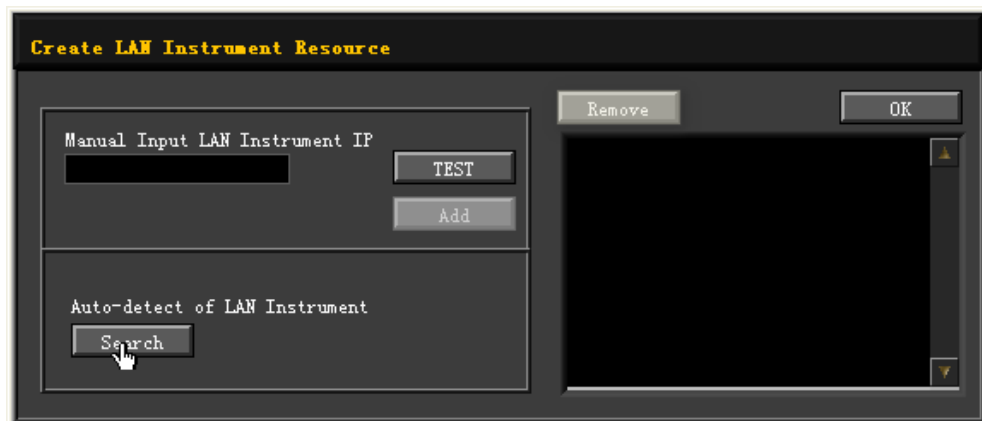 Create LAN Instrument Resource
Remove
OK
Manual Input LAN Instrument IP
TEST
Add
Auto-detect of LAN Instrument
Search